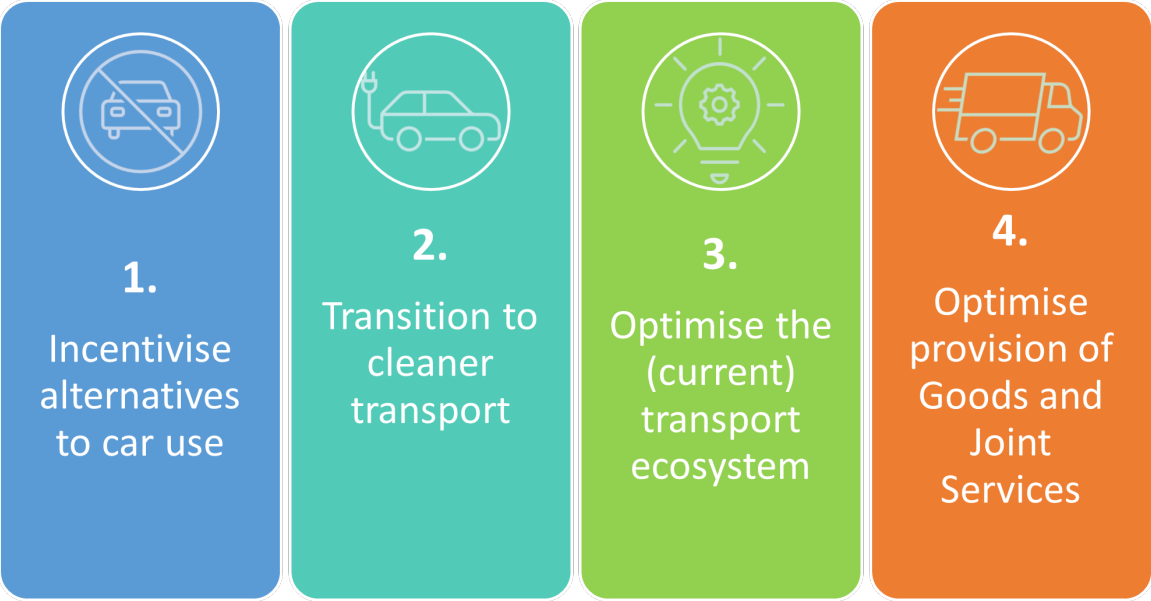 1.
Incentivise
alternatives
to car use
2.
Transition to
cleaner
transport
3.
Optimise the
(current)
transport
ecosystem
4.
Optimise
provision of
Goods and
Joint
Services